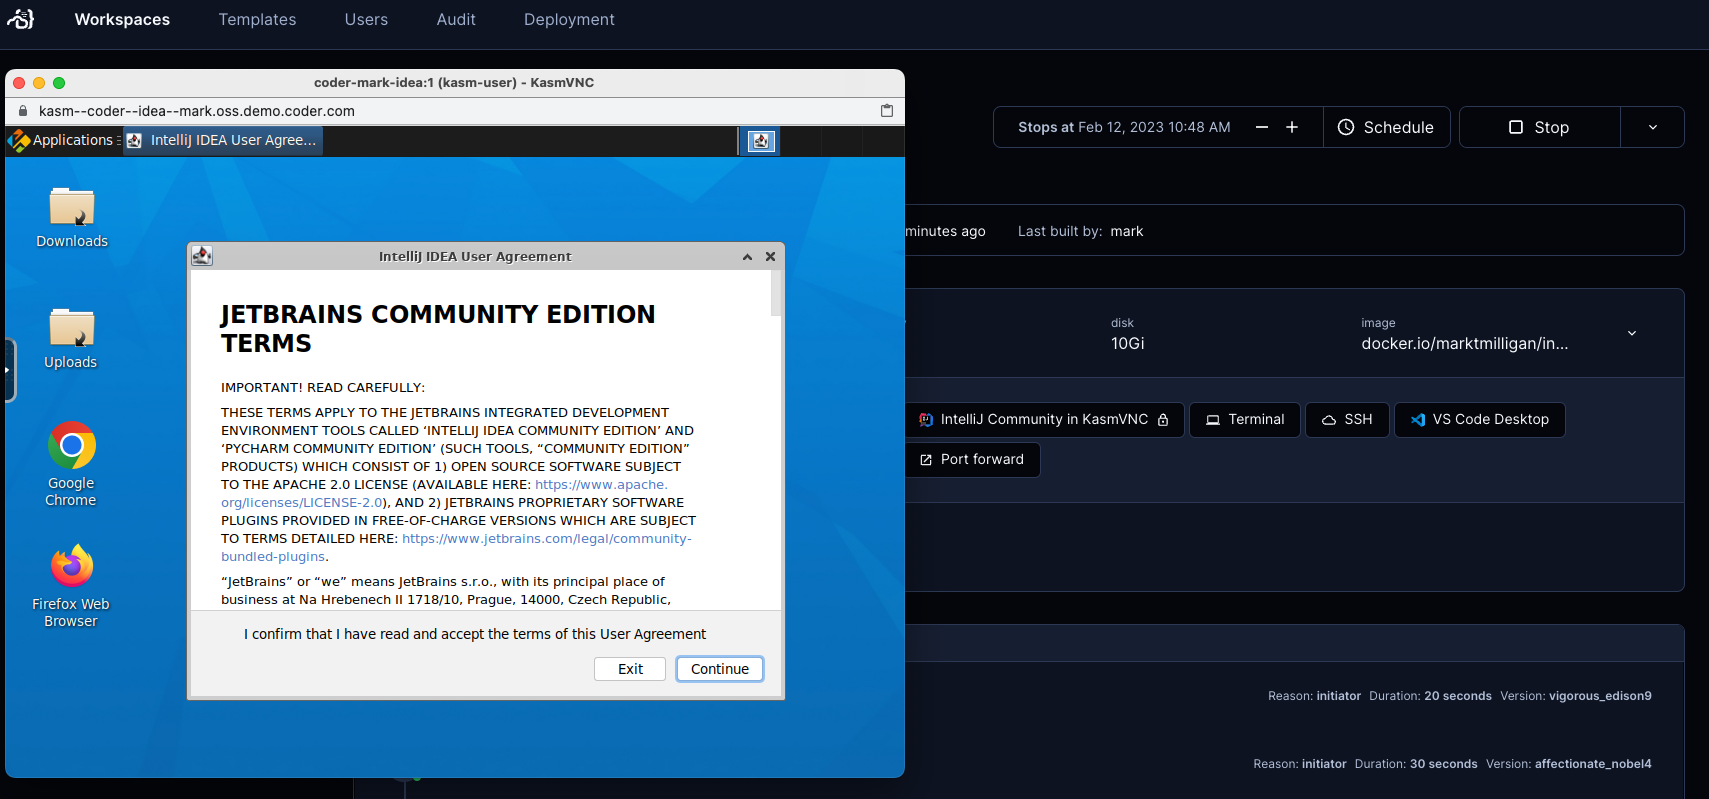 Workspaces Templates Users Audit Deployment
coder-mark-idea:1 (kasm-user) - KasmVNC
kasm--coder--idea--mark.oss.demo.coder.com
Applications IntelliJ IDEA User Agree...
Downloads
Uploads
Google
Chrome
Firefox Web
Browser
IntelliJ IDEA User Agreement
JETBRAINS COMMUNITY EDITION
TERMS
IMPORTANT! READ CAREFULLY:
THESE TERMS APPLY TO THE JETBRAINS INTEGRATED DEVELOPMENT
ENVIRONMENT TOOLS CALLED ‘INTELLIJ IDEA COMMUNITY EDITION’ AND
‘PYCHARM COMMUNITY EDITION’ (SUCH TOOLS, “COMMUNITY EDITION”
PRODUCTS) WHICH CONSIST OF 1) OPEN SOURCE SOFTWARE SUBJECT
TO THE APACHE 2.0 LICENSE (AVAILABLE HERE: https://www.apache.
org/licenses/LICENSE-2.0), AND 2) JETBRAINS PROPRIETARY SOFTWARE
PLUGINS PROVIDED IN FREE-OF-CHARGE VERSIONS WHICH ARE SUBJECT
TO TERMS DETAILED HERE: https://www.jetbrains.com/legal/community-
bundled-plugins.
“JetBrains” or “we” means JetBrains s.r.o., with its principal place of
business at Na Hrebenech II 1718/10, Prague, 14000, Czech Republic,
I confirm that I have read and accept the terms of this User Agreement
Exit Continue
Stops at Feb 12, 2023 10:48 AM Schedule Stop
minutes ago Last built by: mark
disk image
10Gi docker.io/marktmilligan/in...
IntelliJ Community in KasmVNC Terminal SSH VS Code Desktop
Port forward
Reason: initiator Duration: 20 seconds Version: vigorous_edison9
Reason: initiator Duration: 30 seconds Version: affectionate_nobel4